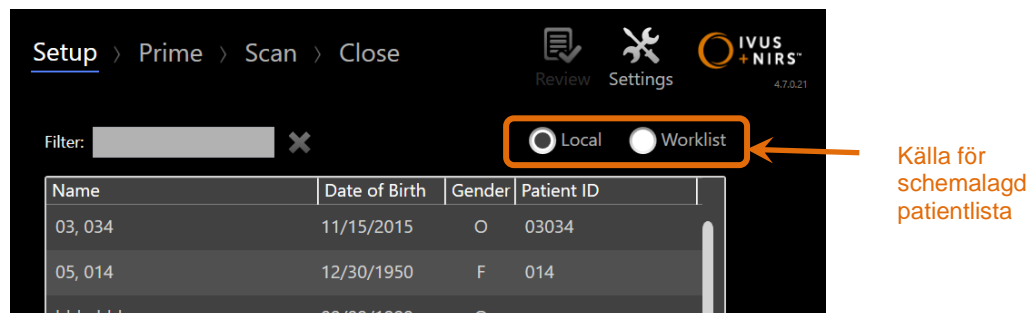 Setup > Prime > Scan > Close
Review Settings
IVUS
+NIRS™
4.7.0.21
Filter:
Local Worklist
Källa för
schemalagd
patientlista
Name Date of Birth Gender Patient ID
03, 034 11/15/2015 O 03034
05, 014 12/30/1950 F 014